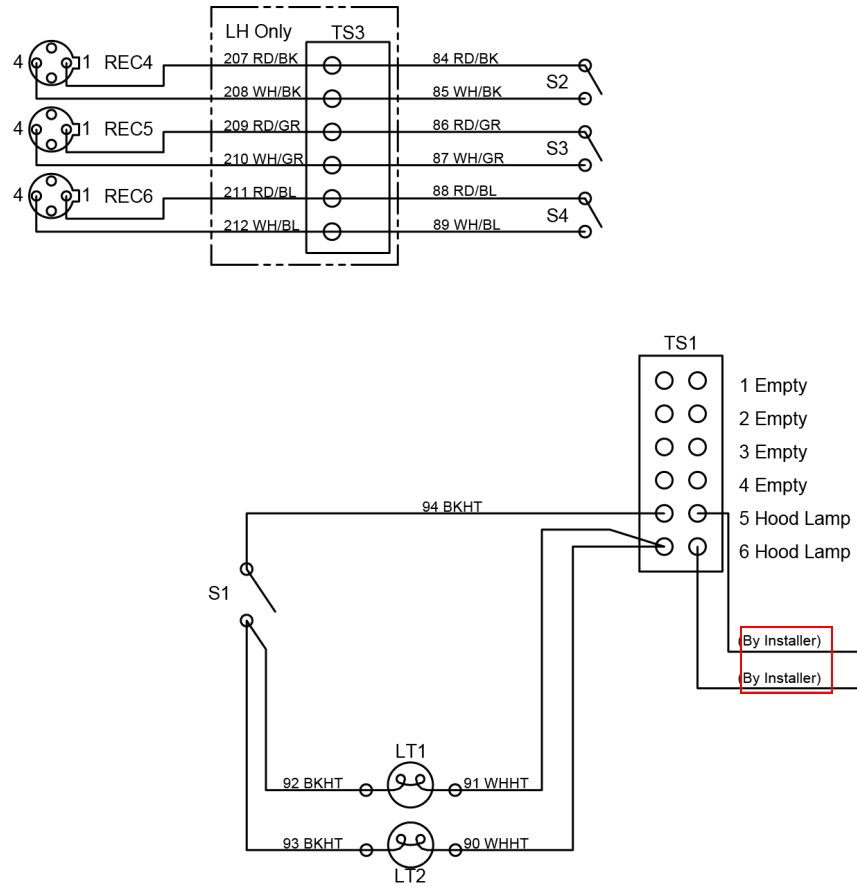 LH Only
TS3
4 1 REC4 207 RD/BK 84 RD/BK
S2
208 WH/BK 85 WH/BK
4 1 REC5 209 RD/GR 86 RD/GR
S3
210 WH/GR 87 WH/GR
4 1 REC6 211 RD/BL 88 RD/BL
S4
212 WH/BL 89 WH/BL
TS1
1 Empty
2 Empty
3 Empty
4 Empty
94 BKHT
5 Hood Lamp
6 Hood Lamp
S1
(By Installer)
(By Installer)
LT1
92 BKHT 91 WHHT
93 BKHT 90 WHHT
LT2